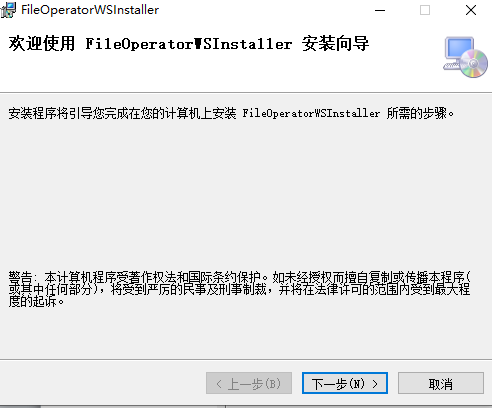 FileOperatorWSInstaller
欢迎使用 FileOperatorWSInstaller 安装向导
安装程序将引导您完成在您的计算机上安装 FileOperatorWSInstaller 所需的步骤。
警告: 本计算机程序受著作权法和国际条约保护。如未经授权而擅自复制或传播本程序(
或其中任何部分)，将受到严厉的民事及刑事制裁，并将在法律许可的范围内受到最大程
度的起诉。
< 上一步(B)
下一步(N) >
取消